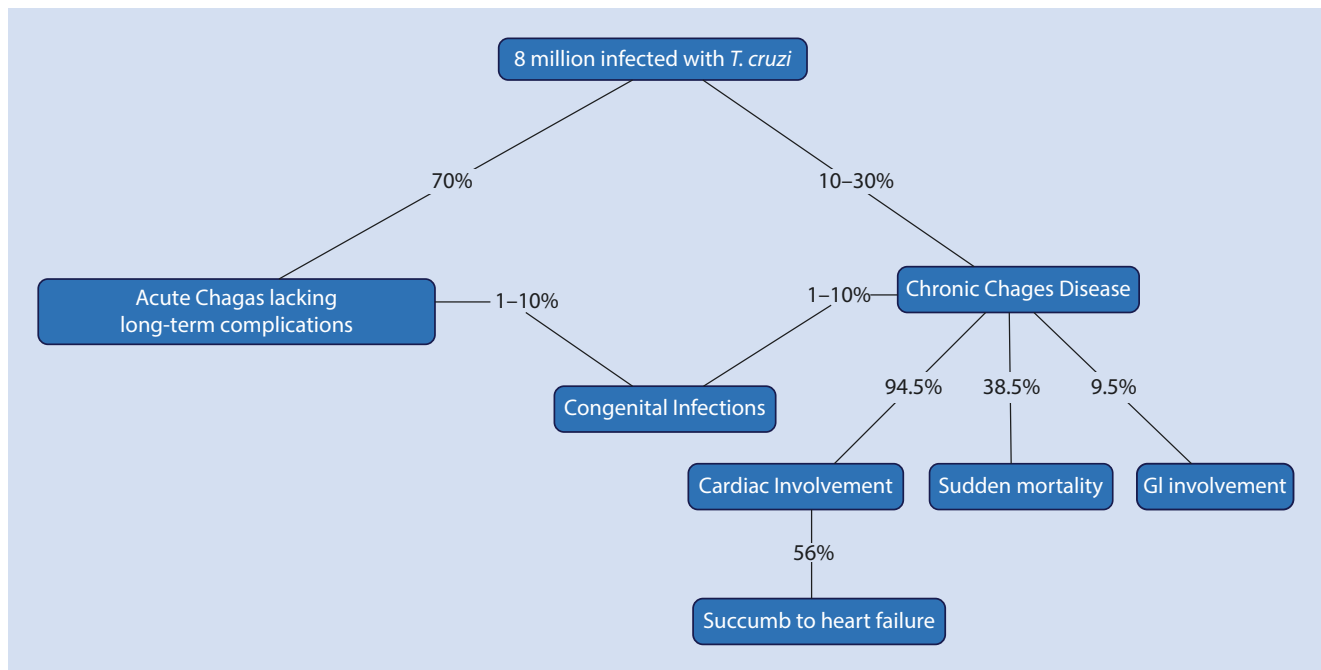 8 million infected with T. cruzi
70%
10–30%
Acute Chagas lacking
long-term complications
1–10%
1–10%
Chronic Chages Disease
Congenital Infections
94.5%
38.5%
9.5%
Cardiac Involvement
Sudden mortality
GI involvement
56%
Succumb to heart failure